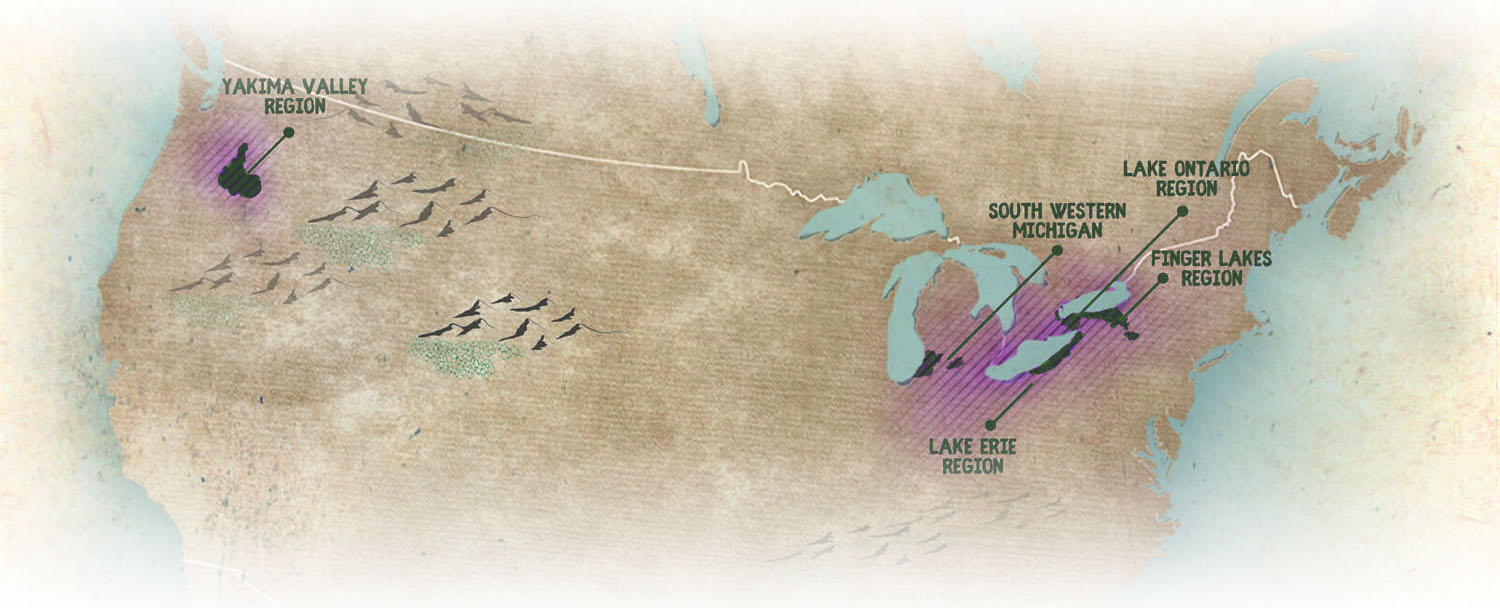 YAKIMA VALLEY
REGION
LAKE ONTARIO
REGION
SOUTH WESTERN
MICHIGAN
FINGER LAKES
REGION
LAKE ERIE
REGION